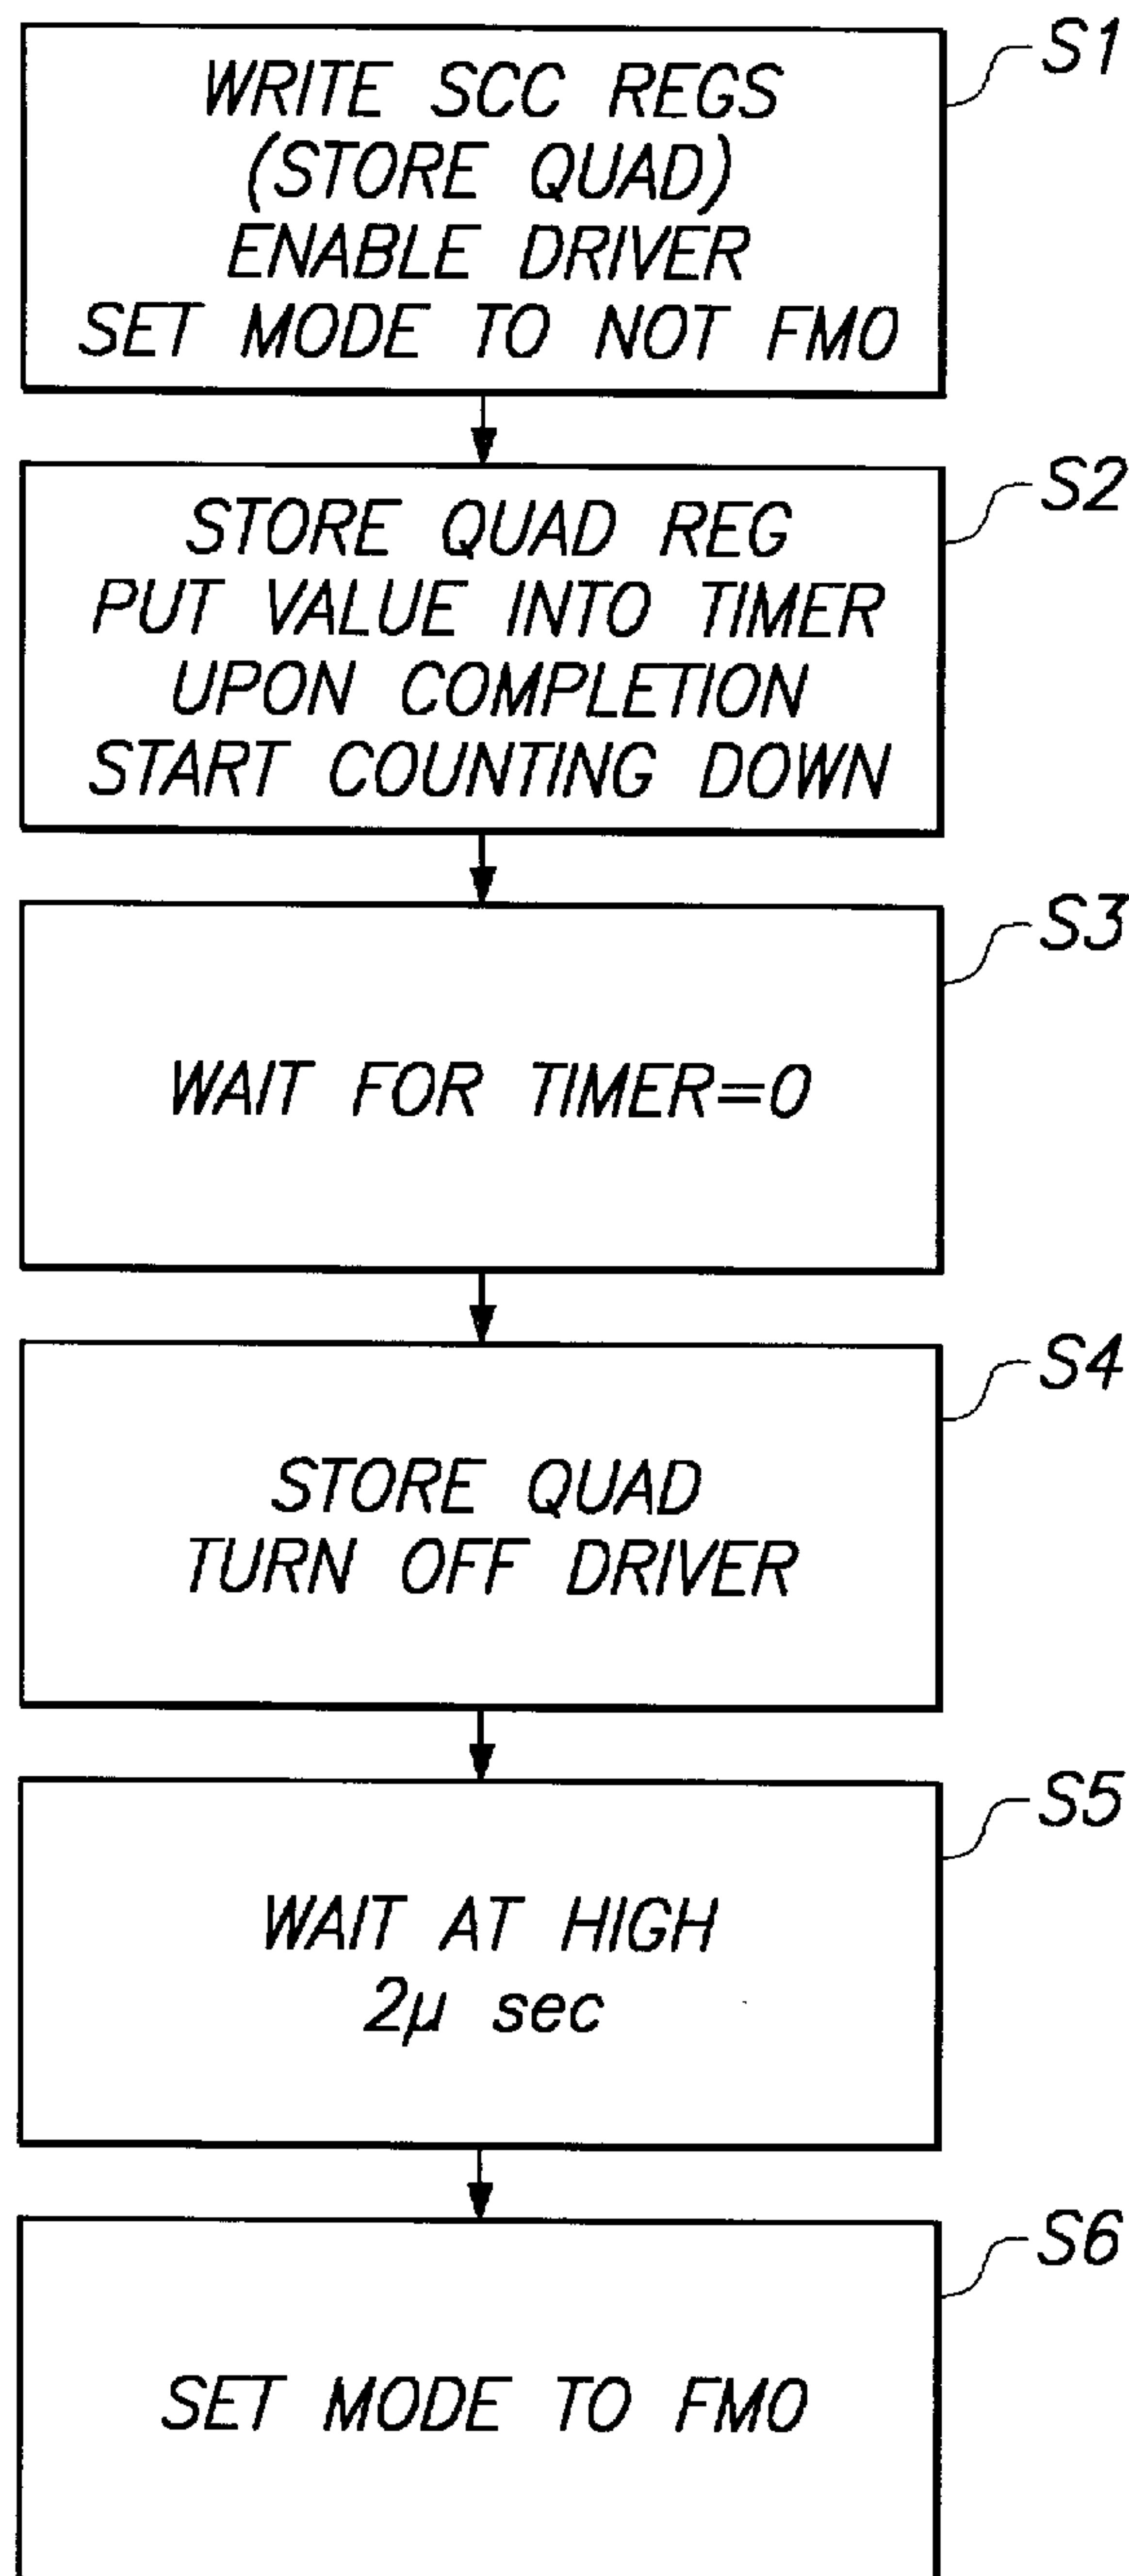 S1
WRITE SCC REGS
(STORE QUAD)
ENABLE DRIVER
SET MODE TO NOT FM0
S2
STORE QUAD REG
PUT VALUE INTO TIMER
UPON COMPLETION
START COUNTING DOWN
S3
WAIT FOR TIMER=0
S4
STORE QUAD
TURN OFF DRIVER
S5
WAIT AT HIGH
2μ sec
S6
SET MODE TO FM0